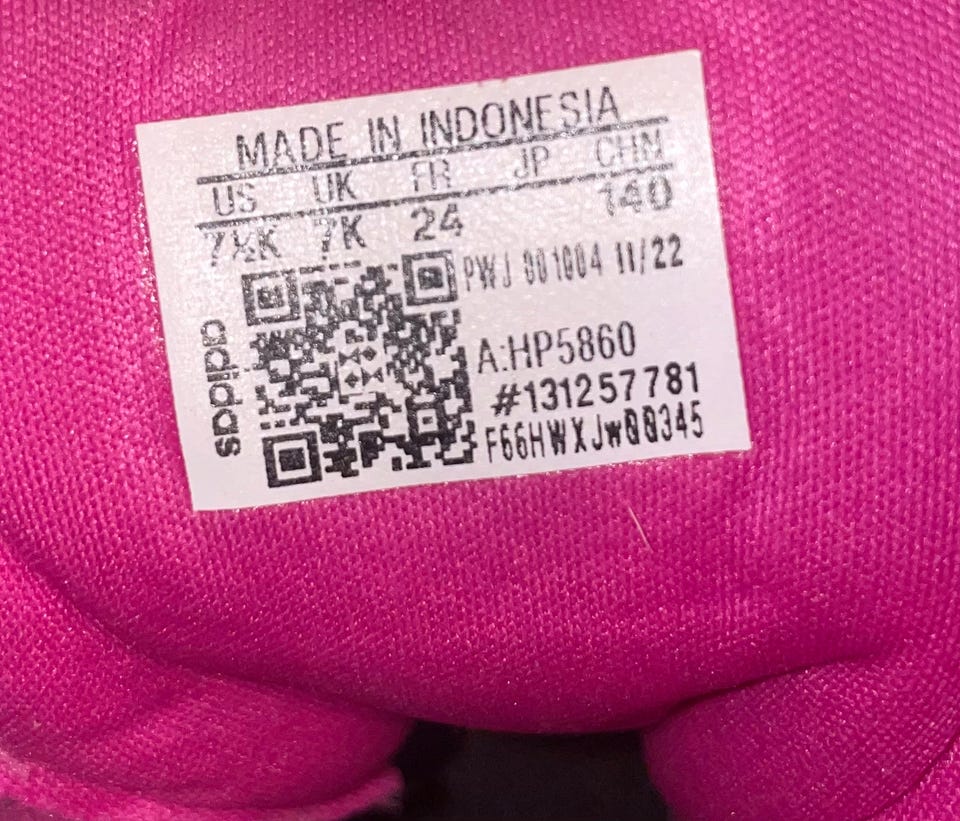 MADE IN INDONESIA
US UK FR JP CHN
7½K 7K 24 140
PWJ 001004 11/22
adidas
A:HP5860
#131257781
F66HWXJw00345